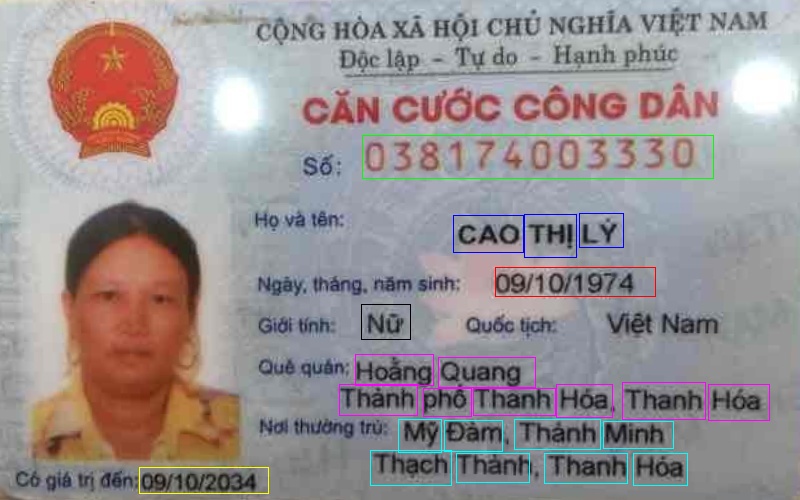 CỘNG HÒA XÃ HỘI CHỦ NGHĨA VIỆT NAM
Độc lập - Tự do - Hạnh phúc
CĂN CƯỚC CÔNG DÂN
Số: 038174003330
Họ và tên:
CAO THỊ LÝ
Ngày, tháng, năm sinh: 09/10/1974
Giới tính: Nữ Quốc tịch: Việt Nam
Quê quán: Hoằng Quang
Thành phố Thanh Hóa, Thanh Hóa
Nơi thường trú: Mỹ Đàm, Thành Minh
Thạch Thành, Thanh Hóa
Có giá trị đến: 09/10/2034